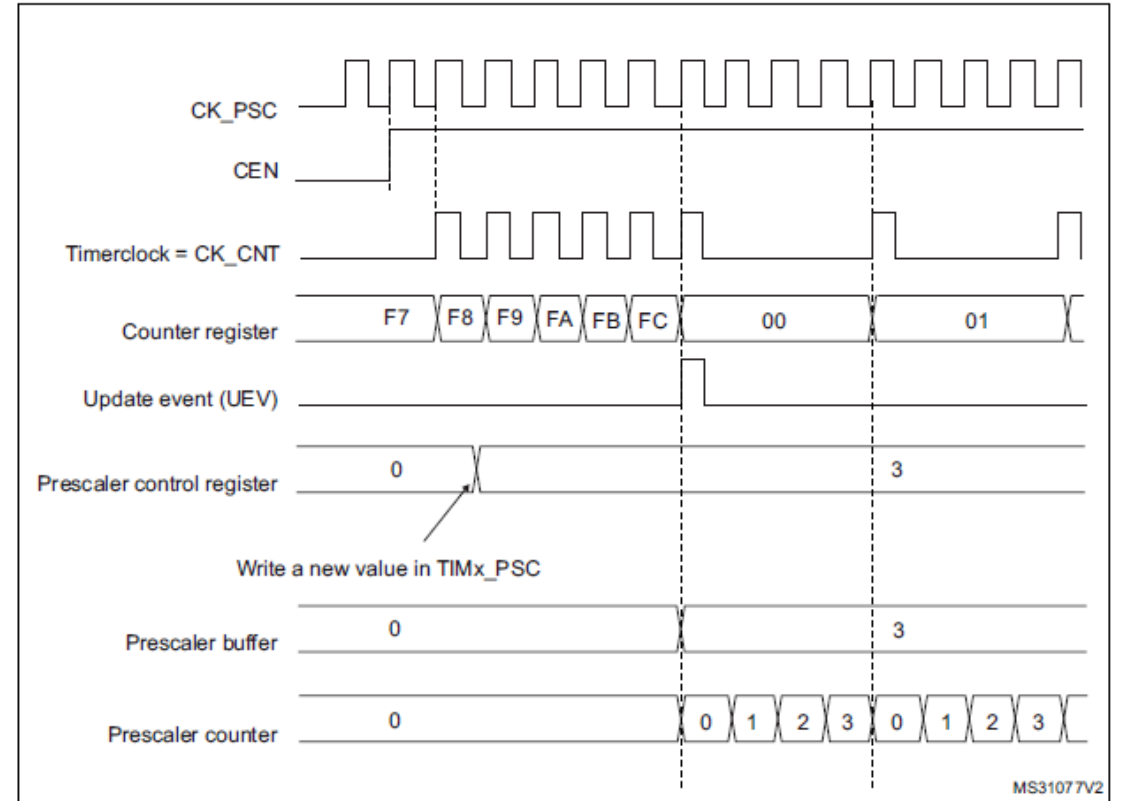 CK_PSC
CEN
Timerclock = CK_CNT
Counter register F7 F8 F9 FA FB FC 00 01
Update event (UEV)
Prescaler control register 0 3
Write a new value in TIMx_PSC
Prescaler buffer 0 3
Prescaler counter 0 0 1 2 3 0 1 2 3
MS31077V2